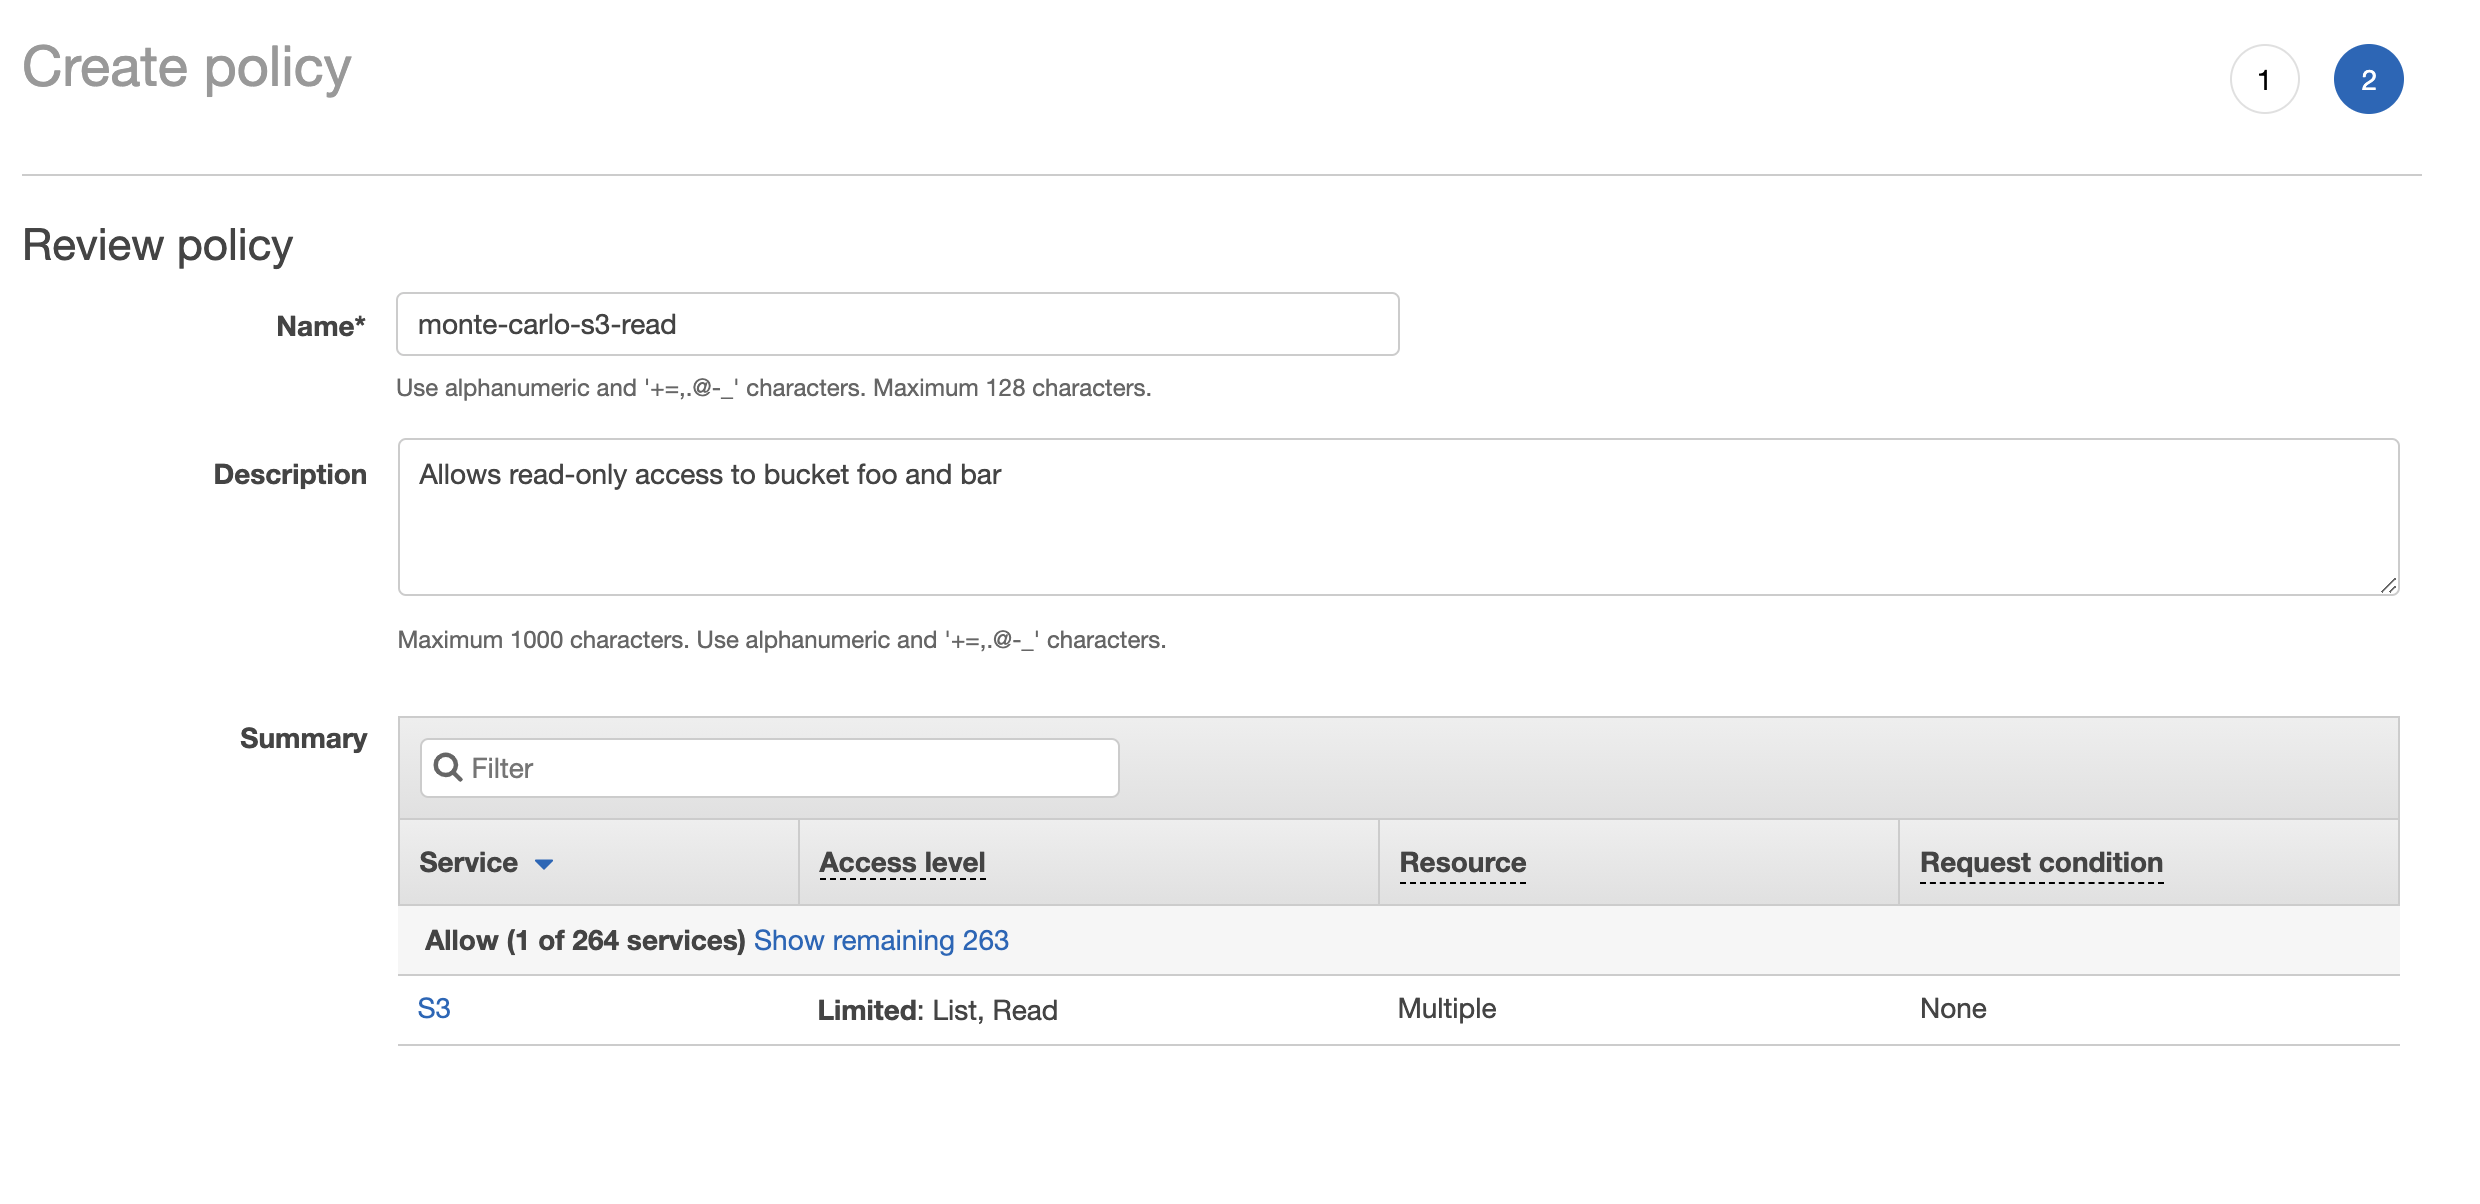 Create policy
1
2
Review policy
Name*
monte-carlo-s3-read
Use alphanumeric and '+=,.@-_' characters. Maximum 128 characters.
Description
Allows read-only access to bucket foo and bar
Maximum 1000 characters. Use alphanumeric and '+=,.@-_' characters.
Summary
Filter
Service Access level Resource Request condition
Allow (1 of 264 services) Show remaining 263
S3 Limited: List, Read Multiple None